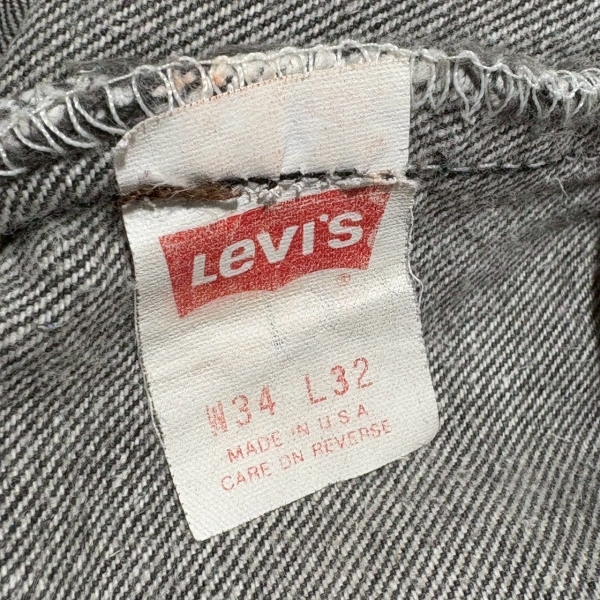 Levi's
®
W34 L32
MADE IN U S A
CARE ON REVERSE